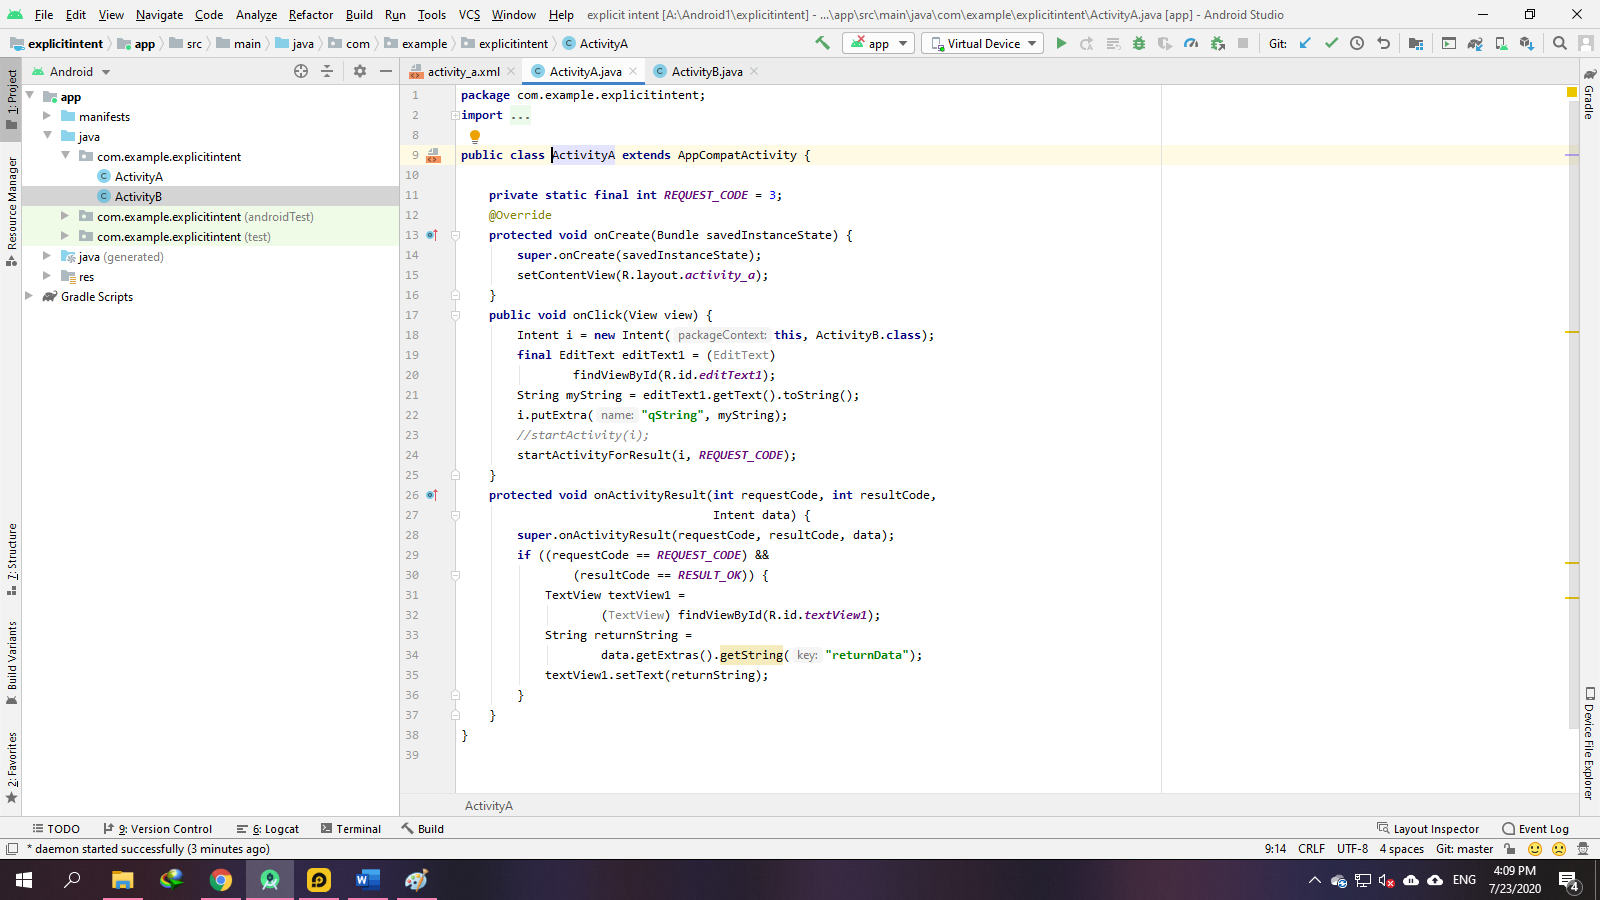 File Edit View Navigate Code Analyze Refactor Build Run Tools VCS Window Help explicit intent [A:\Android1\explicitintent] - ...\app\src\main\java\com\example\explicitintent\ActivityA.java [app] - Android Studio
explicitintent app src main java com example explicitintent ActivityA app Virtual Device Git:
Android activity_a.xml ActivityA.java ActivityB.java
1: Project
Resource Manager
7: Structure
Build Variants
2: Favorites
app
manifests
java
com.example.explicitintent
ActivityA
ActivityB
com.example.explicitintent (androidTest)
com.example.explicitintent (test)
java (generated)
res
Gradle Scripts
1 package com.example.explicitintent;
2 import ...
8
9 public class ActivityA extends AppCompatActivity {
10
11 private static final int REQUEST_CODE = 3;
12 @Override
13 protected void onCreate(Bundle savedInstanceState) {
14 super.onCreate(savedInstanceState);
15 setContentView(R.layout.activity_a);
16 }
17 public void onClick(View view) {
18 Intent i = new Intent( packageContext: this, ActivityB.class);
19 final EditText editText1 = (EditText)
20 findViewById(R.id.editText1);
21 String myString = editText1.getText().toString();
22 i.putExtra( name: "qString", myString);
23 //startActivity(i);
24 startActivityForResult(i, REQUEST_CODE);
25 }
26 protected void onActivityResult(int requestCode, int resultCode,
27 Intent data) {
28 super.onActivityResult(requestCode, resultCode, data);
29 if ((requestCode == REQUEST_CODE) &&
30 (resultCode == RESULT_OK)) {
31 TextView textView1 =
32 (TextView) findViewById(R.id.textView1);
33 String returnString =
34 data.getExtras().getString( key: "returnData");
35 textView1.setText(returnString);
36 }
37 }
38 }
39
ActivityA
Gradle
Device File Explorer
TODO 9: Version Control 6: Logcat Terminal Build Layout Inspector Event Log
* daemon started successfully (3 minutes ago) 9:14 CRLF UTF-8 4 spaces Git: master
ENG 4:09 PM
7/23/2020 4